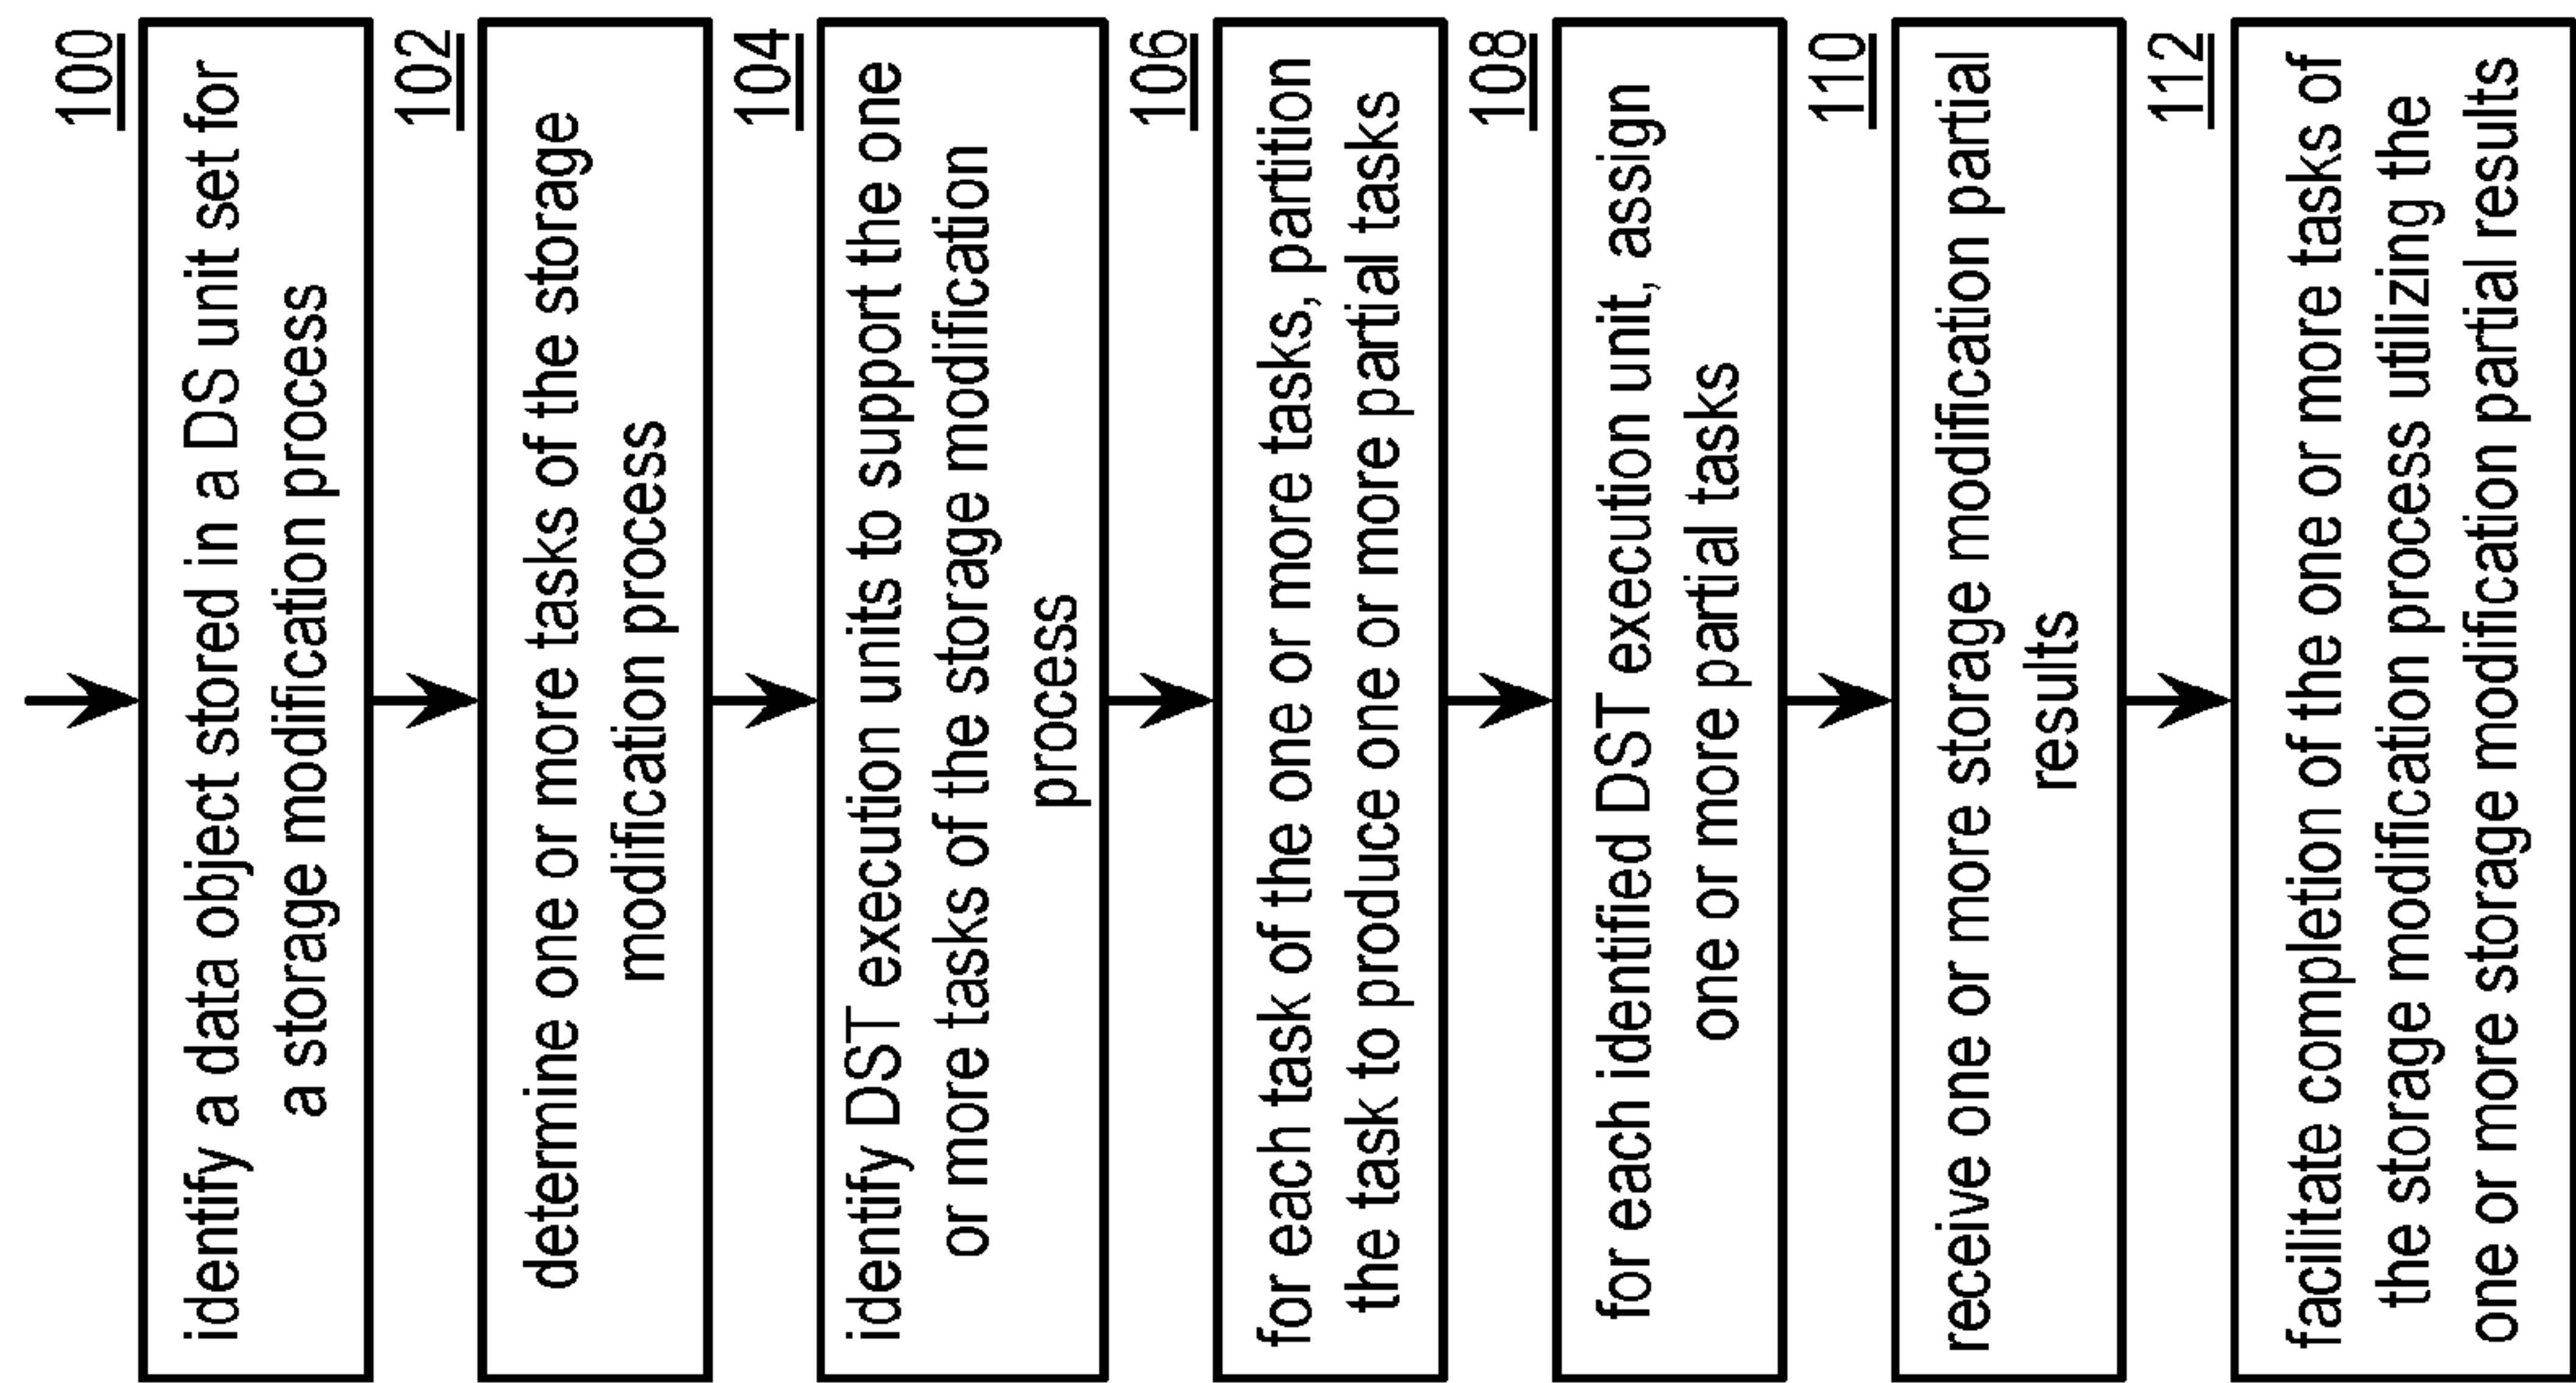 100
identify a data object stored in a DS unit set for
a storage modification process
102
determine one or more tasks of the storage
modification process
104
identify DST execution units to support the one
or more tasks of the storage modification
process
106
for each task of the one or more tasks, partition
the task to produce one or more partial tasks
108
for each identified DST execution unit, assign
one or more partial tasks
110
receive one or more storage modification partial
results
112
facilitate completion of the one or more tasks of
the storage modification process utilizing the
one or more storage modification partial results